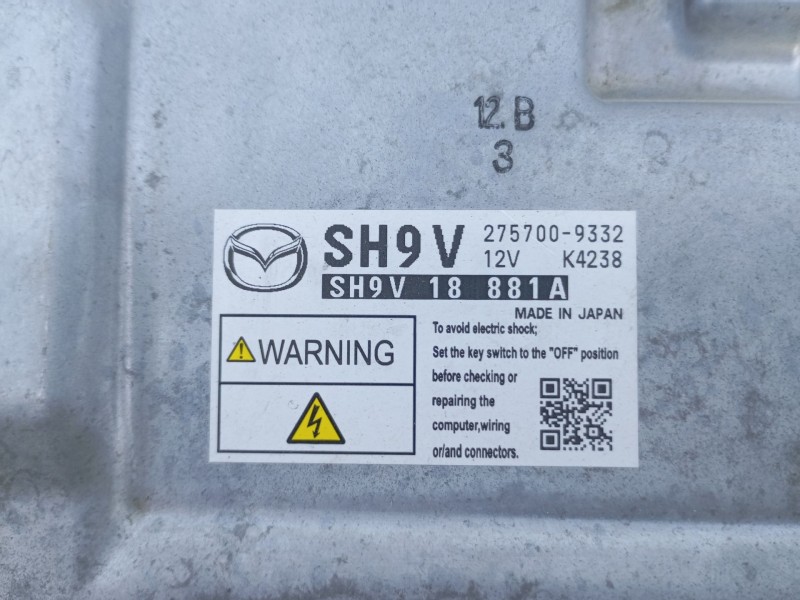 12.B
3
SH9V 275700-9332
12V K4238
SH9V 18 881A
MADE IN JAPAN
WARNING
To avoid electric shock;
Set the key switch to the "OFF" position
before checking or
repairing the
computer,wiring
or/and connectors.